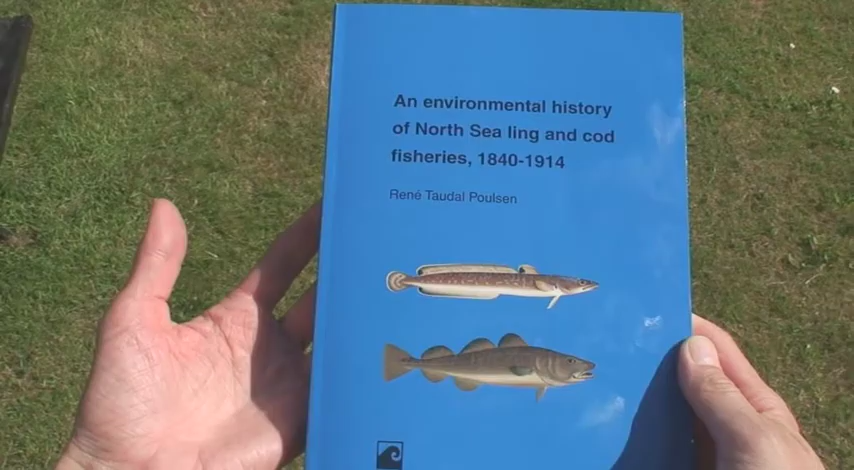 An environmental history
of North Sea ling and cod
fisheries, 1840-1914
René Taudal Poulsen